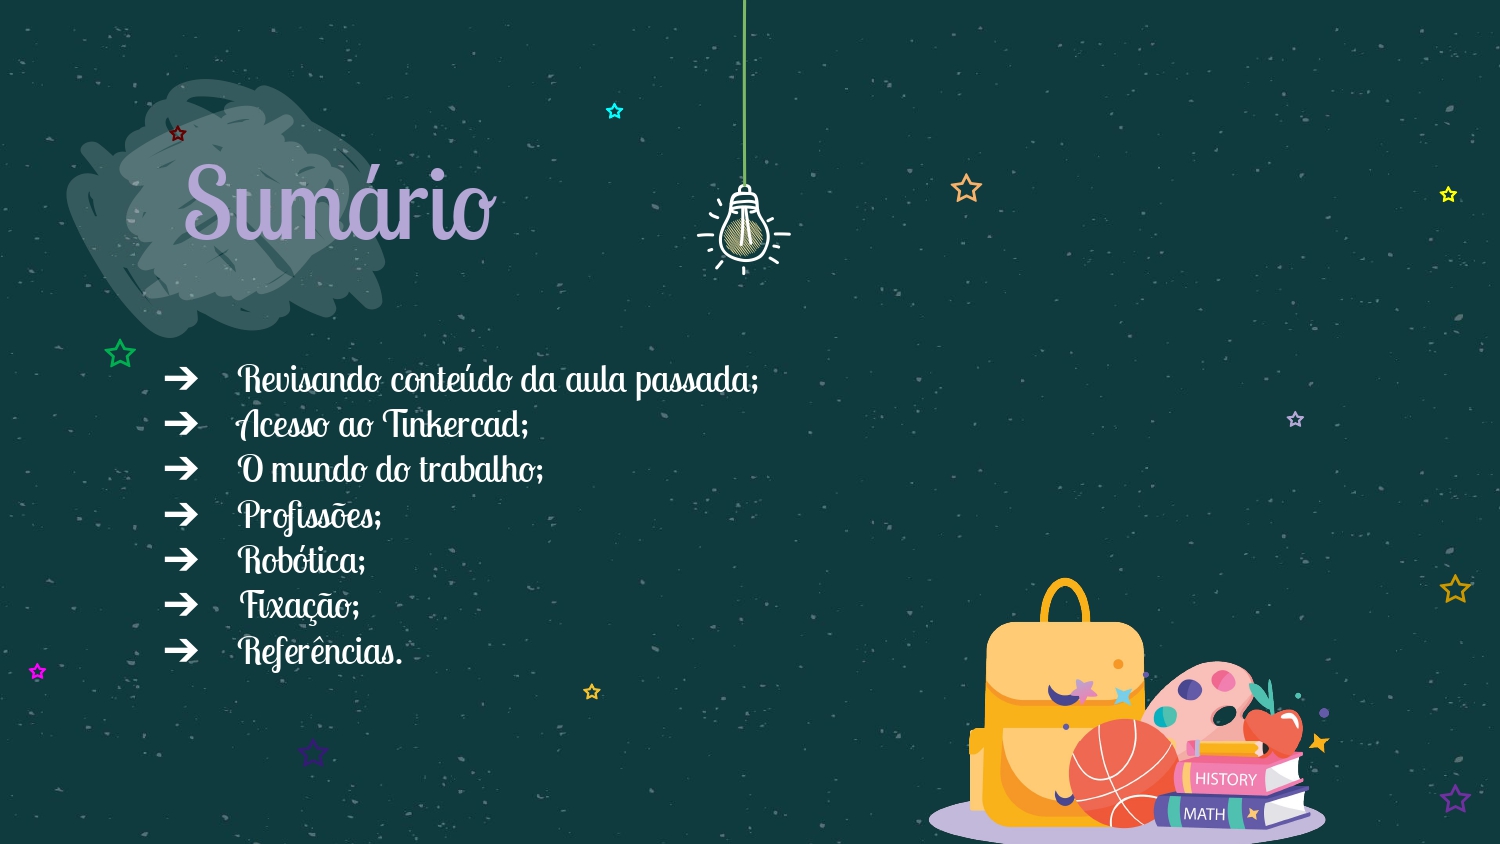 Sumário
➔ Revisando conteúdo da aula passada;
➔ Acesso ao Tinkercad;
➔ O mundo do trabalho;
➔ Profissões;
➔ Robótica;
➔ Fixação;
➔ Referências.
HISTORY
MATH